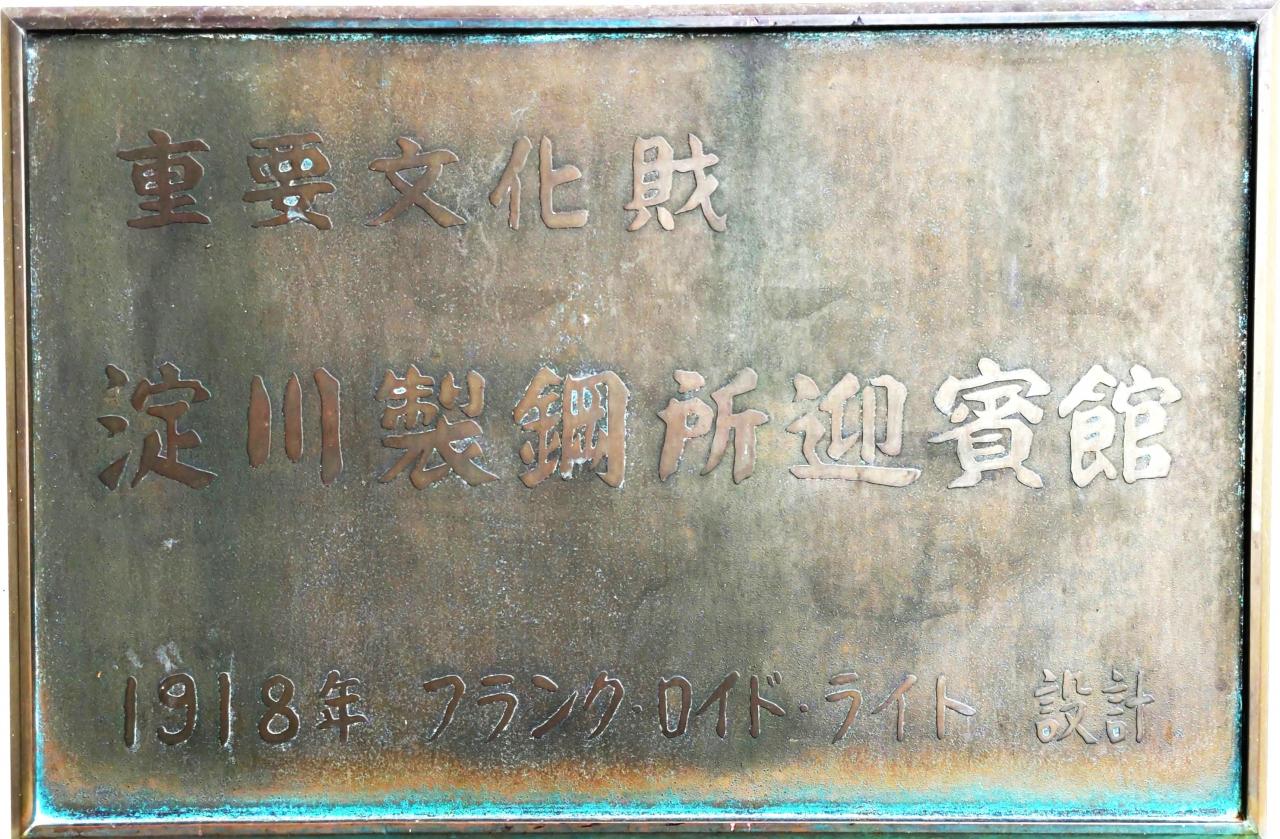 重要文化財
淀川製鋼所迎賓館
1918年 フランク・ロイド・ライト 設計